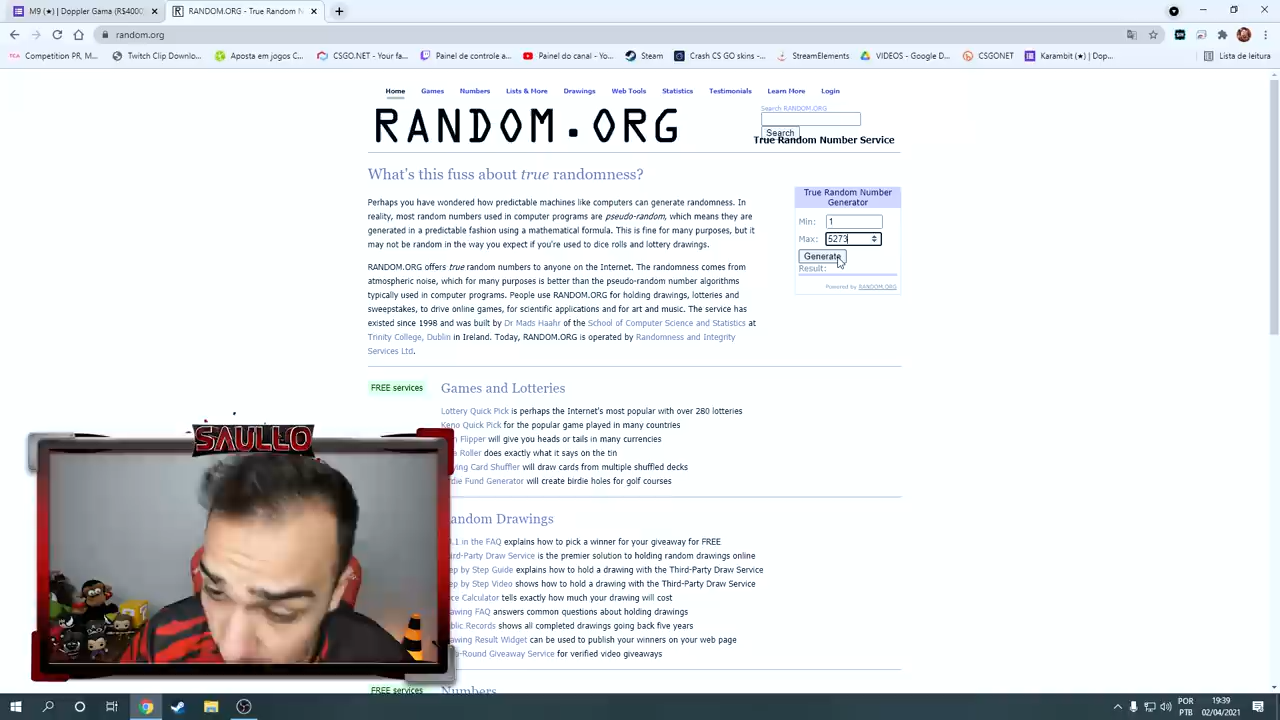 M9 (★) | Doppler Gama (R$4000)
RANDOM.ORG - True Random Nu
random.org
Competition PR, M...
Twitch Clip Downlo...
Aposta em jogos C...
CSGO.NET - Your fa...
Painel de controle d...
Painel do canal - Yo...
Steam
Crash CS GO skins -...
StreamElements
VIDEOS - Google D...
CSGONET
Karambit (★) | Dop...
Lista de leitura
Home Games Numbers Lists & More Drawings Web Tools Statistics Testimonials Learn More Login
RANDOM.ORG
Search RANDOM.ORG
Search
True Random Number Service
What's this fuss about true randomness?
Perhaps you have wondered how predictable machines like computers can generate randomness. In
reality, most random numbers used in computer programs are pseudo-random, which means they are
generated in a predictable fashion using a mathematical formula. This is fine for many purposes, but it
may not be random in the way you expect if you're used to dice rolls and lottery drawings.
RANDOM.ORG offers true random numbers to anyone on the Internet. The randomness comes from
atmospheric noise, which for many purposes is better than the pseudo-random number algorithms
typically used in computer programs. People use RANDOM.ORG for holding drawings, lotteries and
sweepstakes, to drive online games, for scientific applications and for art and music. The service has
existed since 1998 and was built by Dr Mads Haahr of the School of Computer Science and Statistics at
Trinity College, Dublin in Ireland. Today, RANDOM.ORG is operated by Randomness and Integrity
Services Ltd.
True Random Number
Generator
Min: 1
Max: 5273
Generate
Result:
Powered by RANDOM.ORG
FREE services
Games and Lotteries
Lottery Quick Pick is perhaps the Internet's most popular with over 280 lotteries
Keno Quick Pick for the popular game played in many countries
Flipper will give you heads or tails in many currencies
Roller does exactly what it says on the tin
Card Shuffler will draw cards from multiple shuffled decks
Fund Generator will create birdie holes for golf courses
SAULLO
Drawings
in the FAQ explains how to pick a winner for your giveaway for FREE
Draw Service is the premier solution to holding random drawings online
by Step Guide explains how to hold a drawing with the Third-Party Draw Service
by Step Video shows how to hold a drawing with the Third-Party Draw Service
Calculator tells exactly how much your drawing will cost
FAQ answers common questions about holding drawings
Records shows all completed drawings going back five years
Result Widget can be used to publish your winners on your web page
Giveaway Service for verified video giveaways
FREE services
Numbers
POR
PTB
19:39
02/04/2021